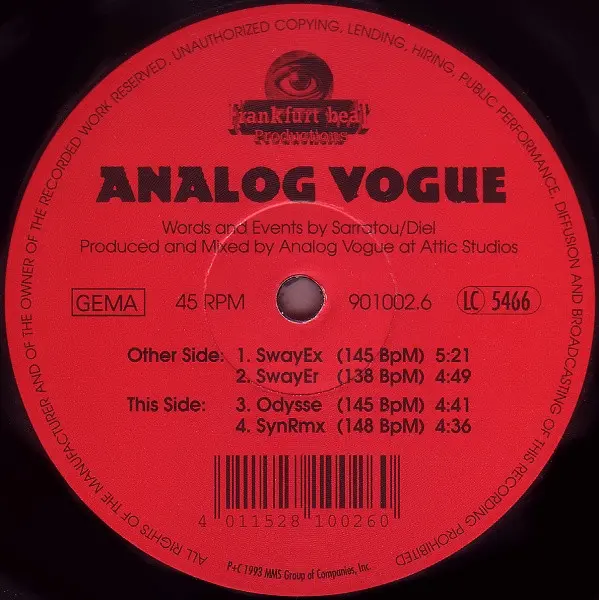 ALL RIGHTS OF THE MANUFACTURER AND OF THE OWNER OF THE RECORDED WORK RESERVED. UNAUTHORIZED COPYING, LENDING, HIRING, PUBLIC PERFORMANCE, DIFFUSION AND BROADCASTING OF THIS RECORDING PROHIBITED
frankfurt beat
Productions
ANALOG VOGUE
Words and Events by Sarratou/Diel
Produced and Mixed by Analog Vogue at Attic Studios
GEMA 45 RPM 901002.6 LC 5466
Other Side: 1. SwayEx (145 BpM) 5:21
2. SwayEr (138 BpM) 4:49
This Side: 3. Odysse (145 BpM) 4:41
4. SynRmx (148 BpM) 4:36
4 011528 100260
P+C 1993 MMS Group of Companies, Inc.